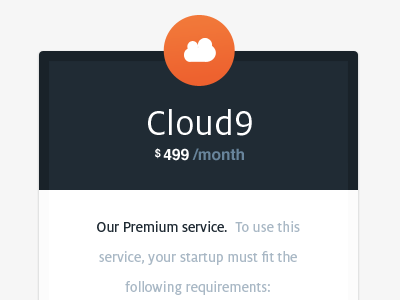 Cloud9
$ 499 /month
Our Premium service. To use this
service, your startup must fit the
following requirements: